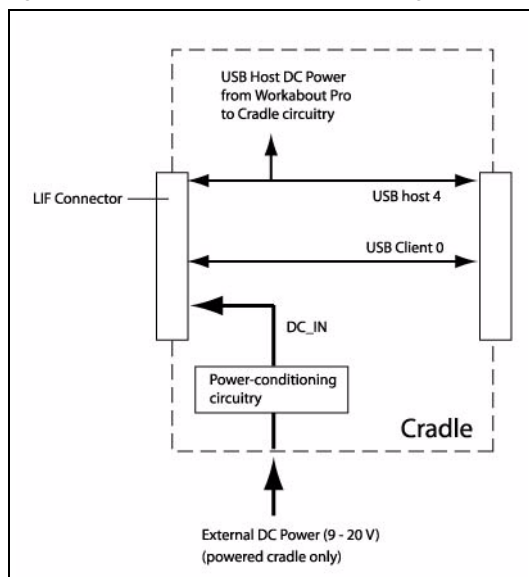 USB Host DC Power
from Workabout Pro
to Cradle circuitry
LIF Connector
USB host 4
USB Client 0
DC_IN
Power-conditioning
circuitry
Cradle
External DC Power (9 - 20 V)
(powered cradle only)